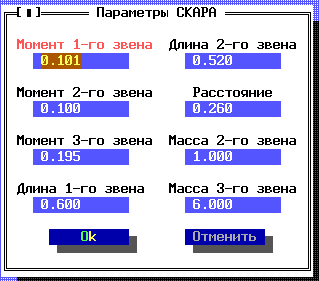 [▮] Параметры СКАРА
Момент 1-го звена Длина 2-го звена
0.101 0.520
Момент 2-го звена Расстояние
0.100 0.260
Момент 3-го звена Масса 2-го звена
0.195 1.000
Длина 1-го звена Масса 3-го звена
0.600 6.000
Ok Отменить